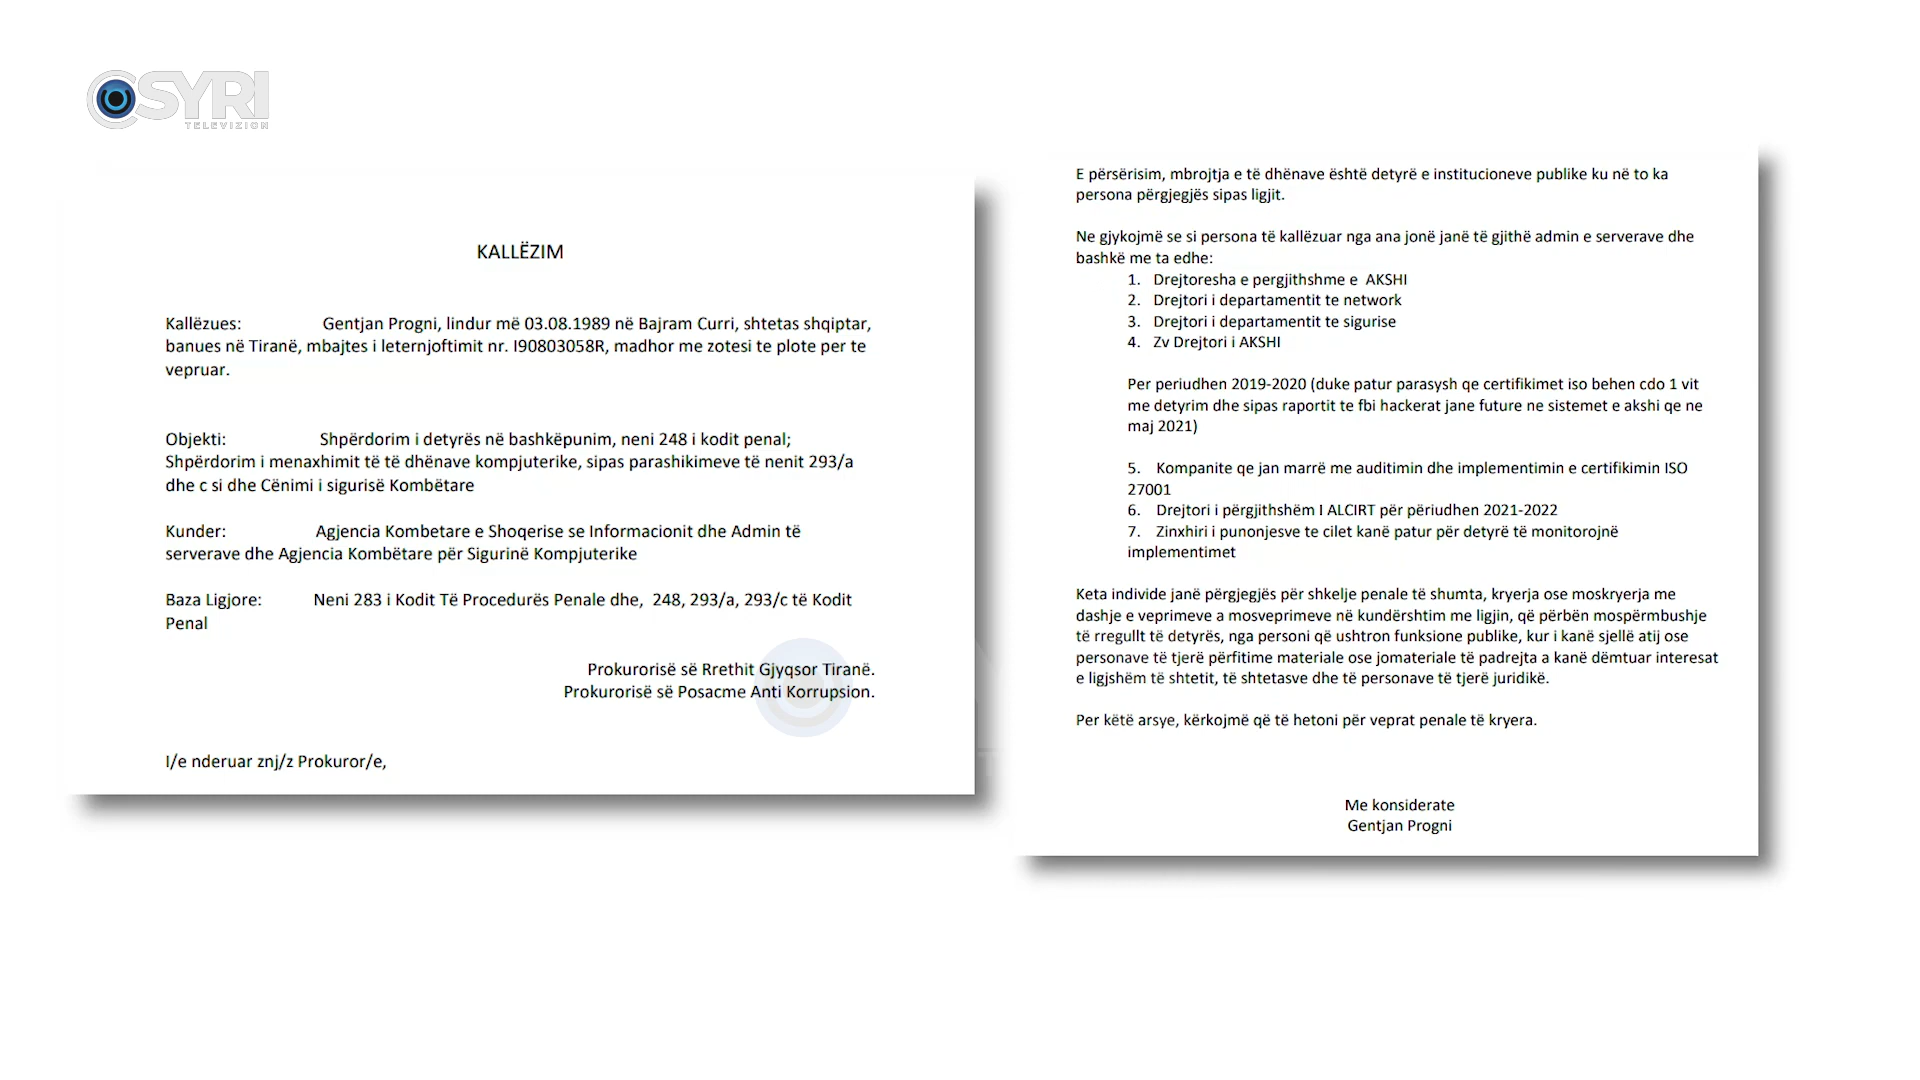 SYRI
TELEVIZION
KALLËZIM
Kallëzues: Gentjan Progni, lindur më 03.08.1989 në Bajram Curri, shtetas shqiptar,
banues në Tiranë, mbajtes i leternjoftimit nr. I90803058R, madhor me zotesi te plote per te
vepruar.
Objekti: Shpërdorim i detyrës në bashkëpunim, neni 248 i kodit penal;
Shpërdorim i menaxhimit të të dhënave kompjuterike, sipas parashikimeve të nenit 293/a
dhe c si dhe Cënimi i sigurisë Kombëtare
Kunder: Agjencia Kombetare e Shoqerise se Informacionit dhe Admin të
serverave dhe Agjencia Kombëtare për Sigurinë Kompjuterike
Baza Ligjore: Neni 283 i Kodit Të Procedurës Penale dhe, 248, 293/a, 293/c të Kodit
Penal
Prokurorisë së Rrethit Gjyqsor Tiranë.
Prokurorisë së Posacme Anti Korrupsion.
I/e nderuar znj/z Prokuror/e,
E përsërisim, mbrojtja e të dhënave është detyrë e institucioneve publike ku në to ka
persona përgjegjës sipas ligjit.
Ne gjykojmë se si persona të kallëzuar nga ana jonë janë të gjithë admin e serverave dhe
bashkë me ta edhe:
1. Drejtoresha e pergjithshme e AKSHI
2. Drejtori i departamentit te network
3. Drejtori i departamentit te sigurise
4. Zv Drejtori i AKSHI
Per periudhen 2019-2020 (duke patur parasysh qe certifikimet iso behen cdo 1 vit
me detyrim dhe sipas raportit te fbi hackerat jane future ne sistemet e akshi qe ne
maj 2021)
5. Kompanite qe jan marrë me auditimin dhe implementimin e certifikimin ISO
27001
6. Drejtori i përgjithshëm I ALCIRT për përiudhen 2021-2022
7. Zinxhiri i punonjesve te cilet kanë patur për detyrë të monitorojnë
implementimet
Keta individe janë përgjegjës për shkelje penale të shumta, kryerja ose moskryerja me
dashje e veprimeve a mosveprimeve në kundërshtim me ligjin, që përbën mospërmbushje
të rregullt të detyrës, nga personi që ushtron funksione publike, kur i kanë sjellë atij ose
personave të tjerë përfitime materiale ose jomateriale të padrejta a kanë dëmtuar interesat
e ligjshëm të shtetit, të shtetasve dhe të personave të tjerë juridikë.
Per këtë arsye, kërkojmë që të hetoni për veprat penale të kryera.
Me konsiderate
Gentjan Progni